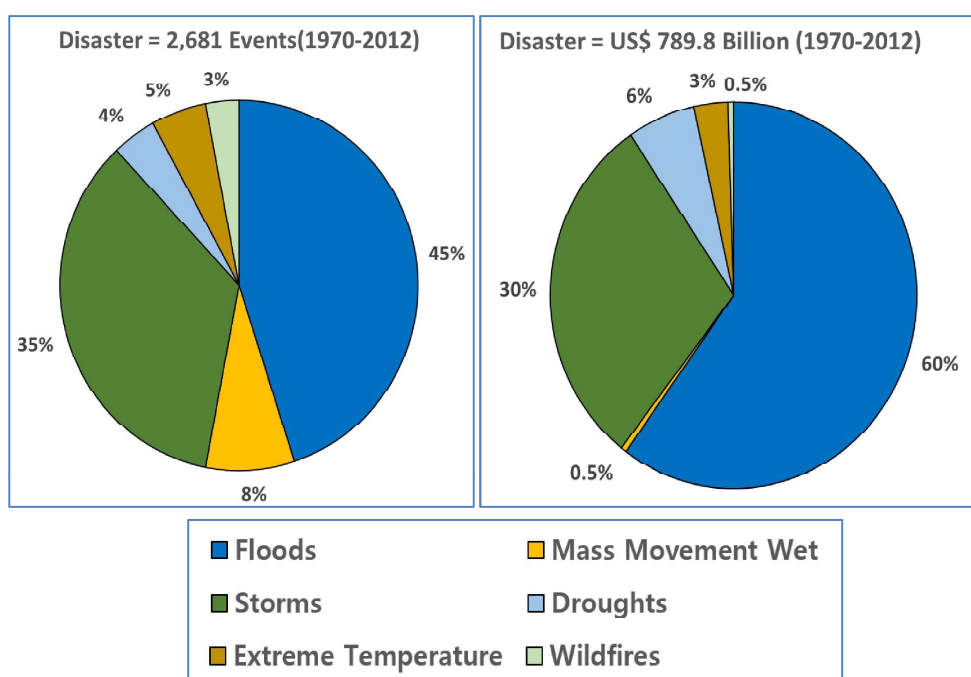 Disaster = 2,681 Events(1970-2012)
3%
5%
4%
45%
35%
8%
Disaster = US$ 789.8 Billion (1970-2012)
0.5%
3%
6%
30%
60%
0.5%
Floods
Mass Movement Wet
Storms
Droughts
Extreme Temperature
Wildfires